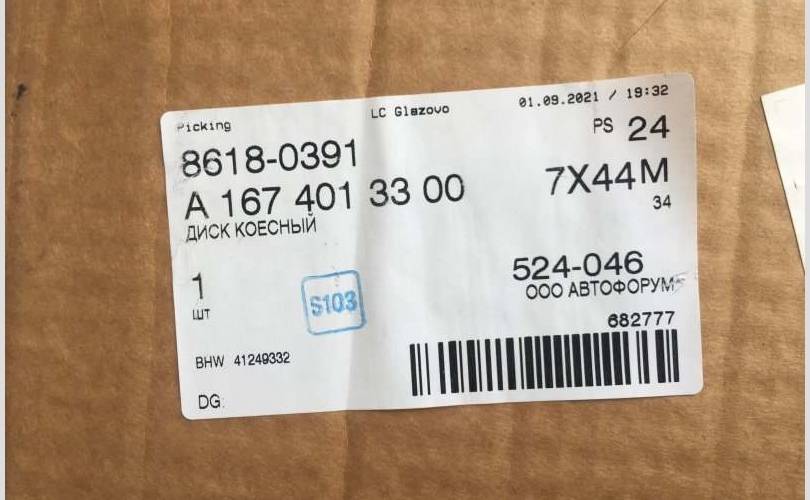 Picking LC Glazovo 01.09.2021 / 19:32
8618-0391 PS 24
A 167 401 33 00 7X44M
ДИСК КОЕСНЫЙ 34
1 524-046
шт S103 ООО АВТОФОРУМ
682777
BHW 41249332
DG.